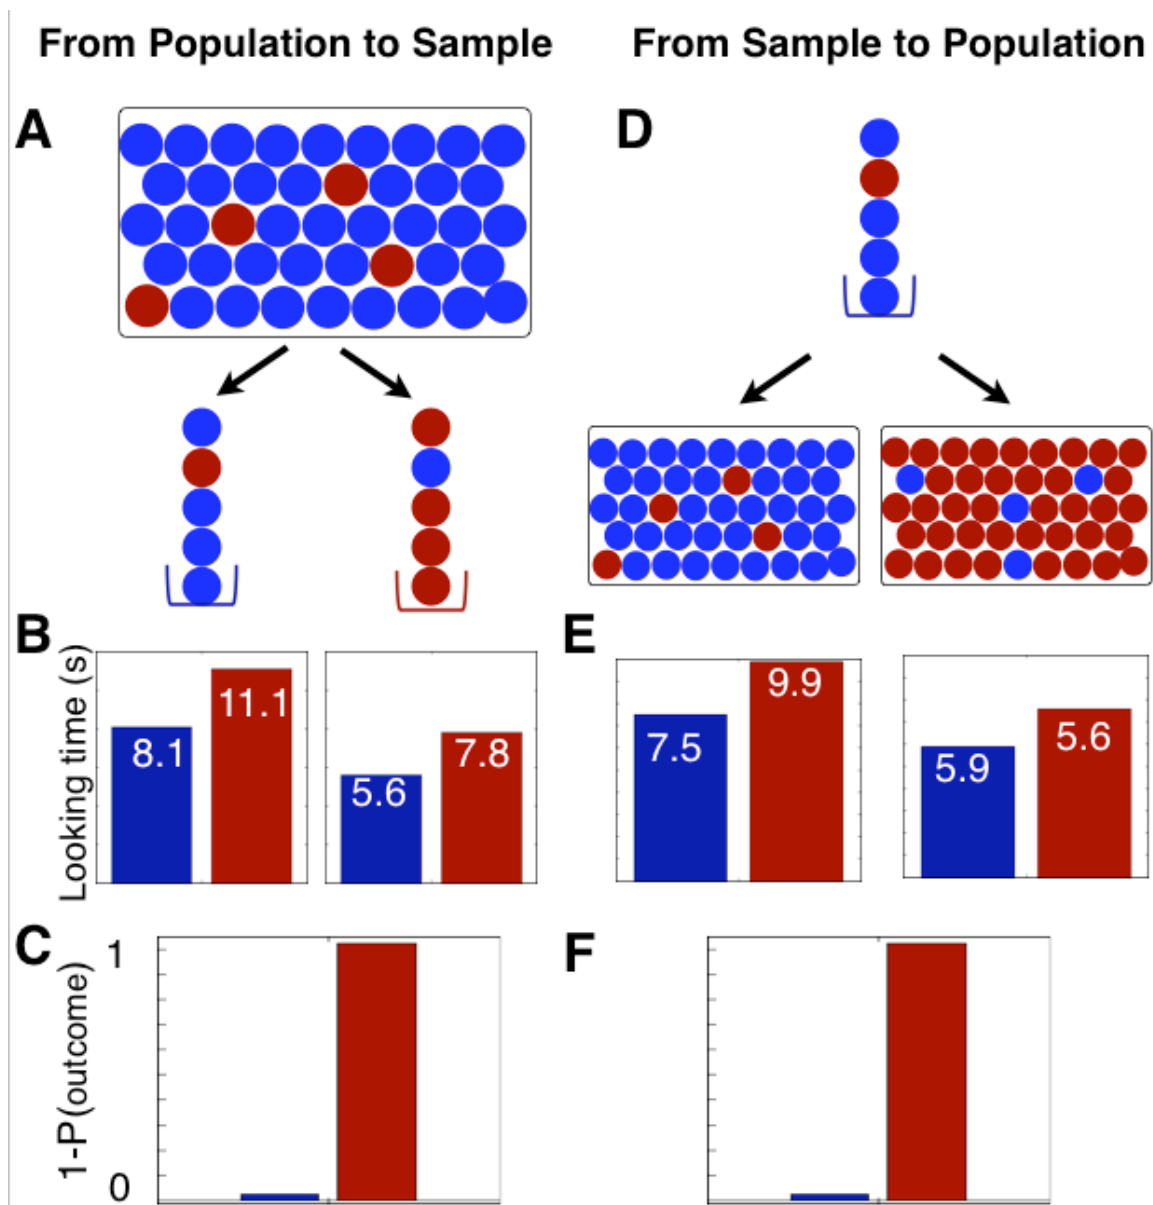 From Population to Sample
From Sample to Population
A
D
B
Looking time (s)
8.1
11.1
5.6
7.8
E
7.5
9.9
5.9
5.6
C
1-P(outcome)
1
0
F